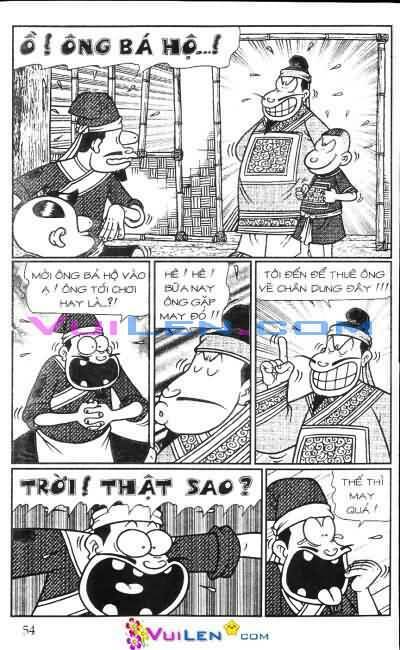 Ồ! ÔNG BÁ HỘ...!
MỜI ÔNG BÁ HỘ VÀO
Ạ! ÔNG TỚI CHƠI
HAY LÀ...?!
HÊ! HÊ!
BỮA NAY
ÔNG GẶP
MAY ĐÓ!!
TÔI ĐẾN ĐỂ THUÊ ÔNG
VẼ CHÂN DUNG ĐÂY!!!
VUILEN.COM
TRỜI! THẬT SAO?
THẾ THÌ
MAY
QUÁ!
54
VUILEN.COM